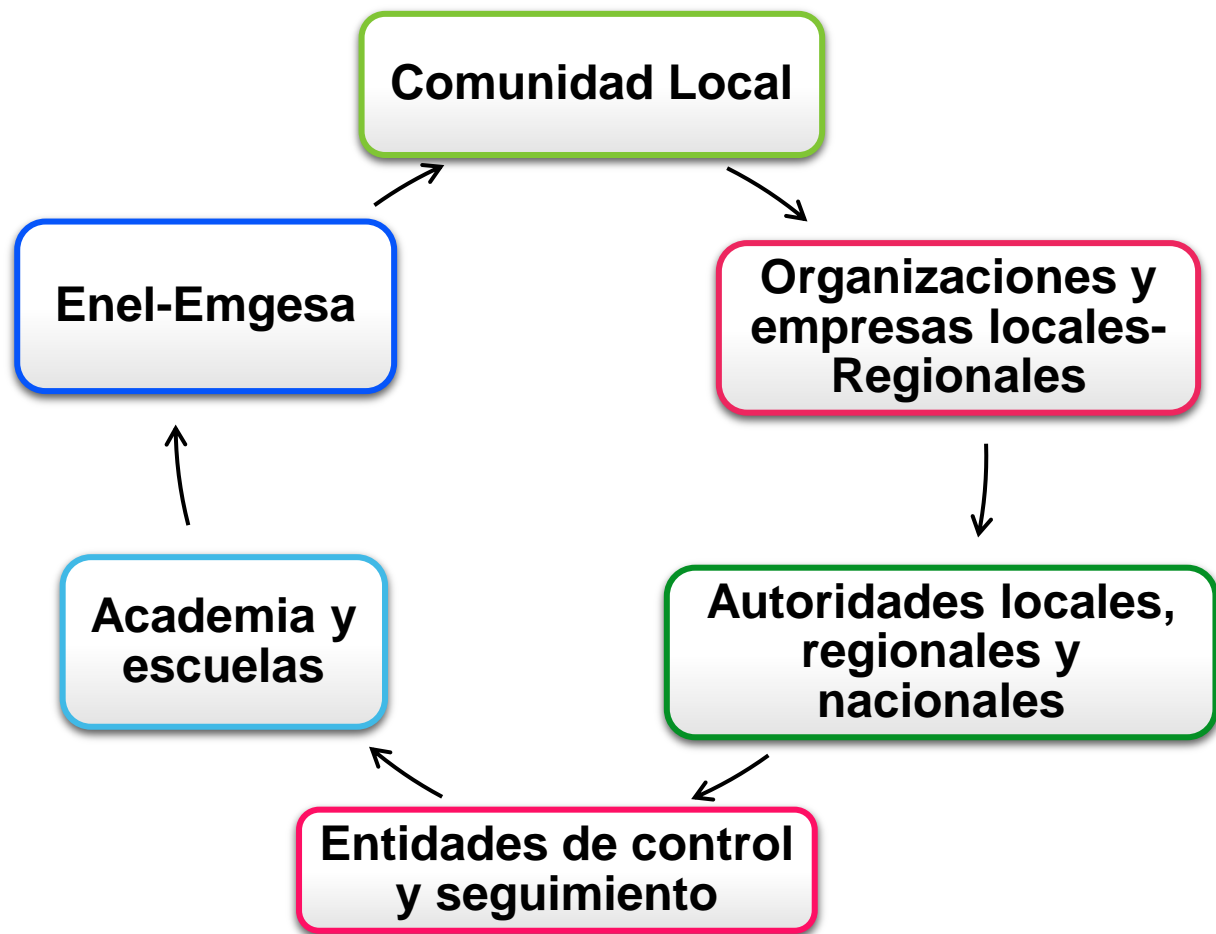 Comunidad Local
Organizaciones y
empresas locales-
Regionales
Autoridades locales,
regionales y
nacionales
Entidades de control
y seguimiento
Academia y
escuelas
Enel-Emgesa